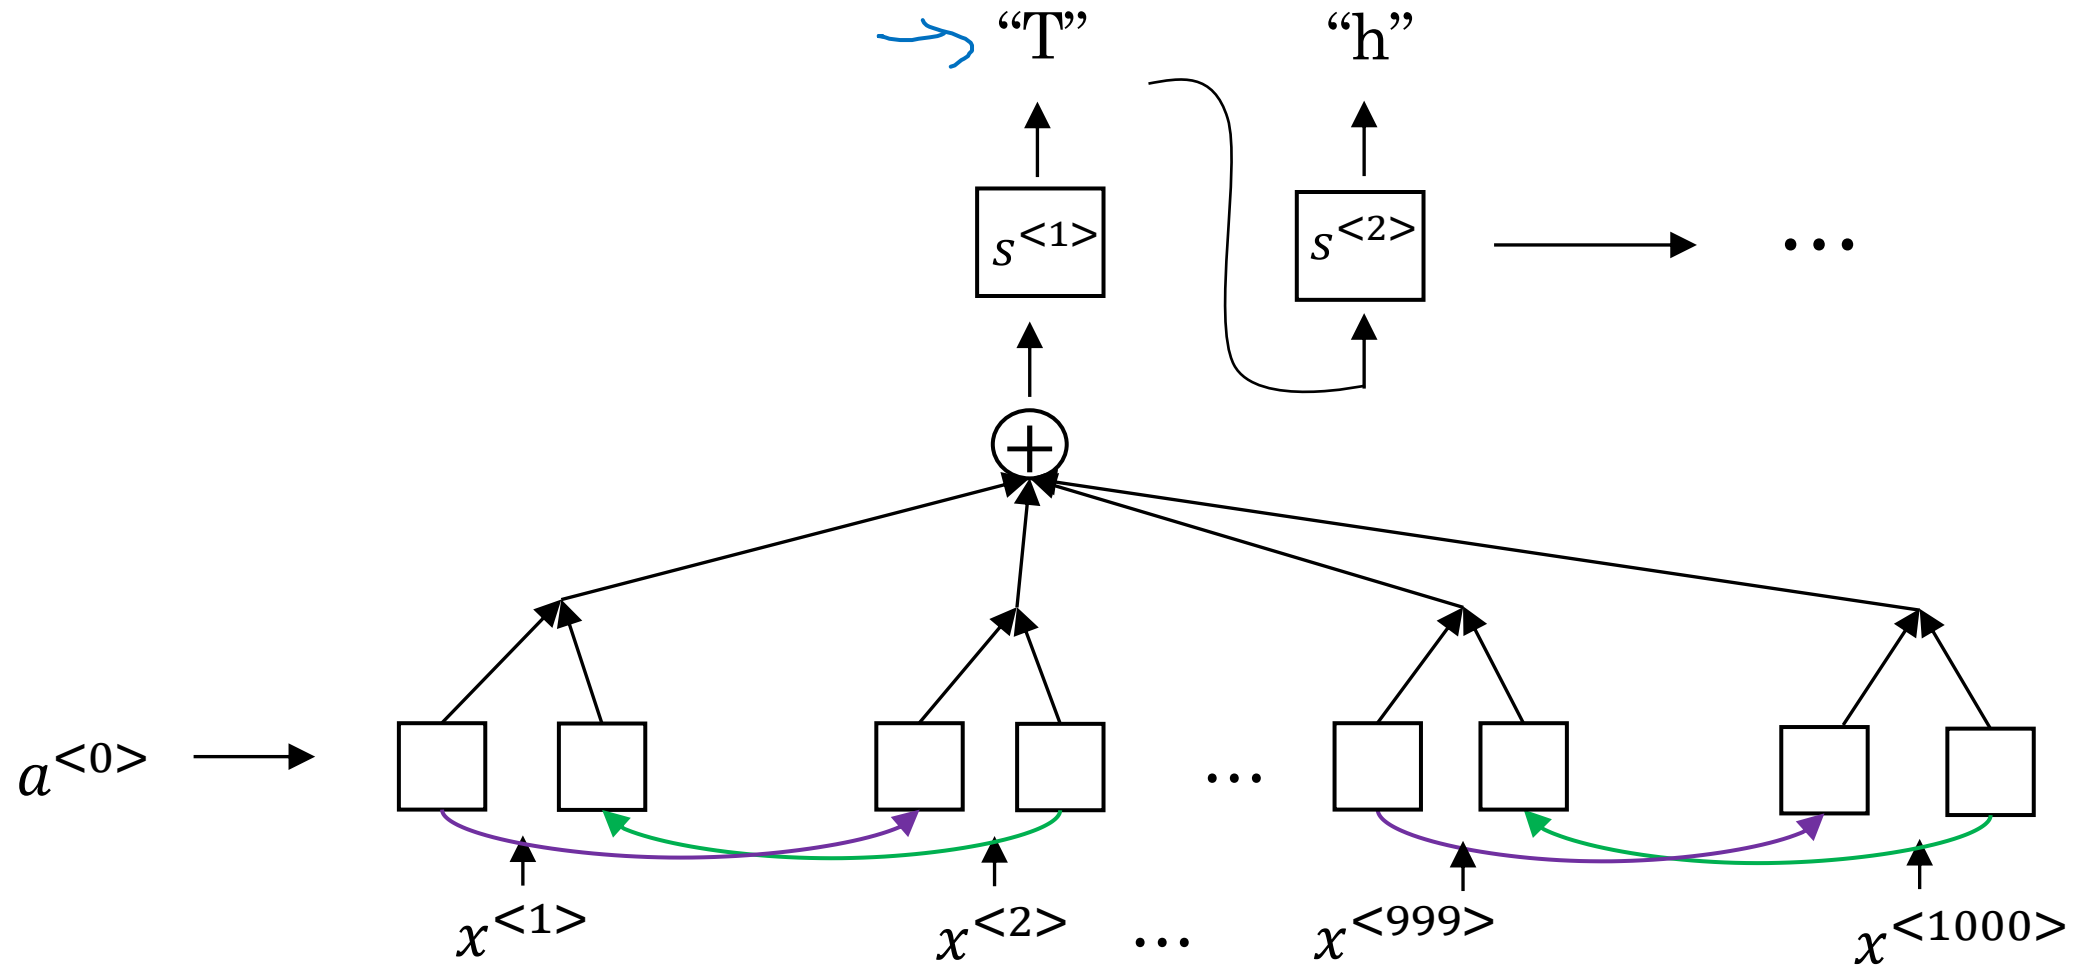 “T” “h”
s<1> s<2> ...
+
a<0> ...
x<1> x<2> ... x<999> x<1000>